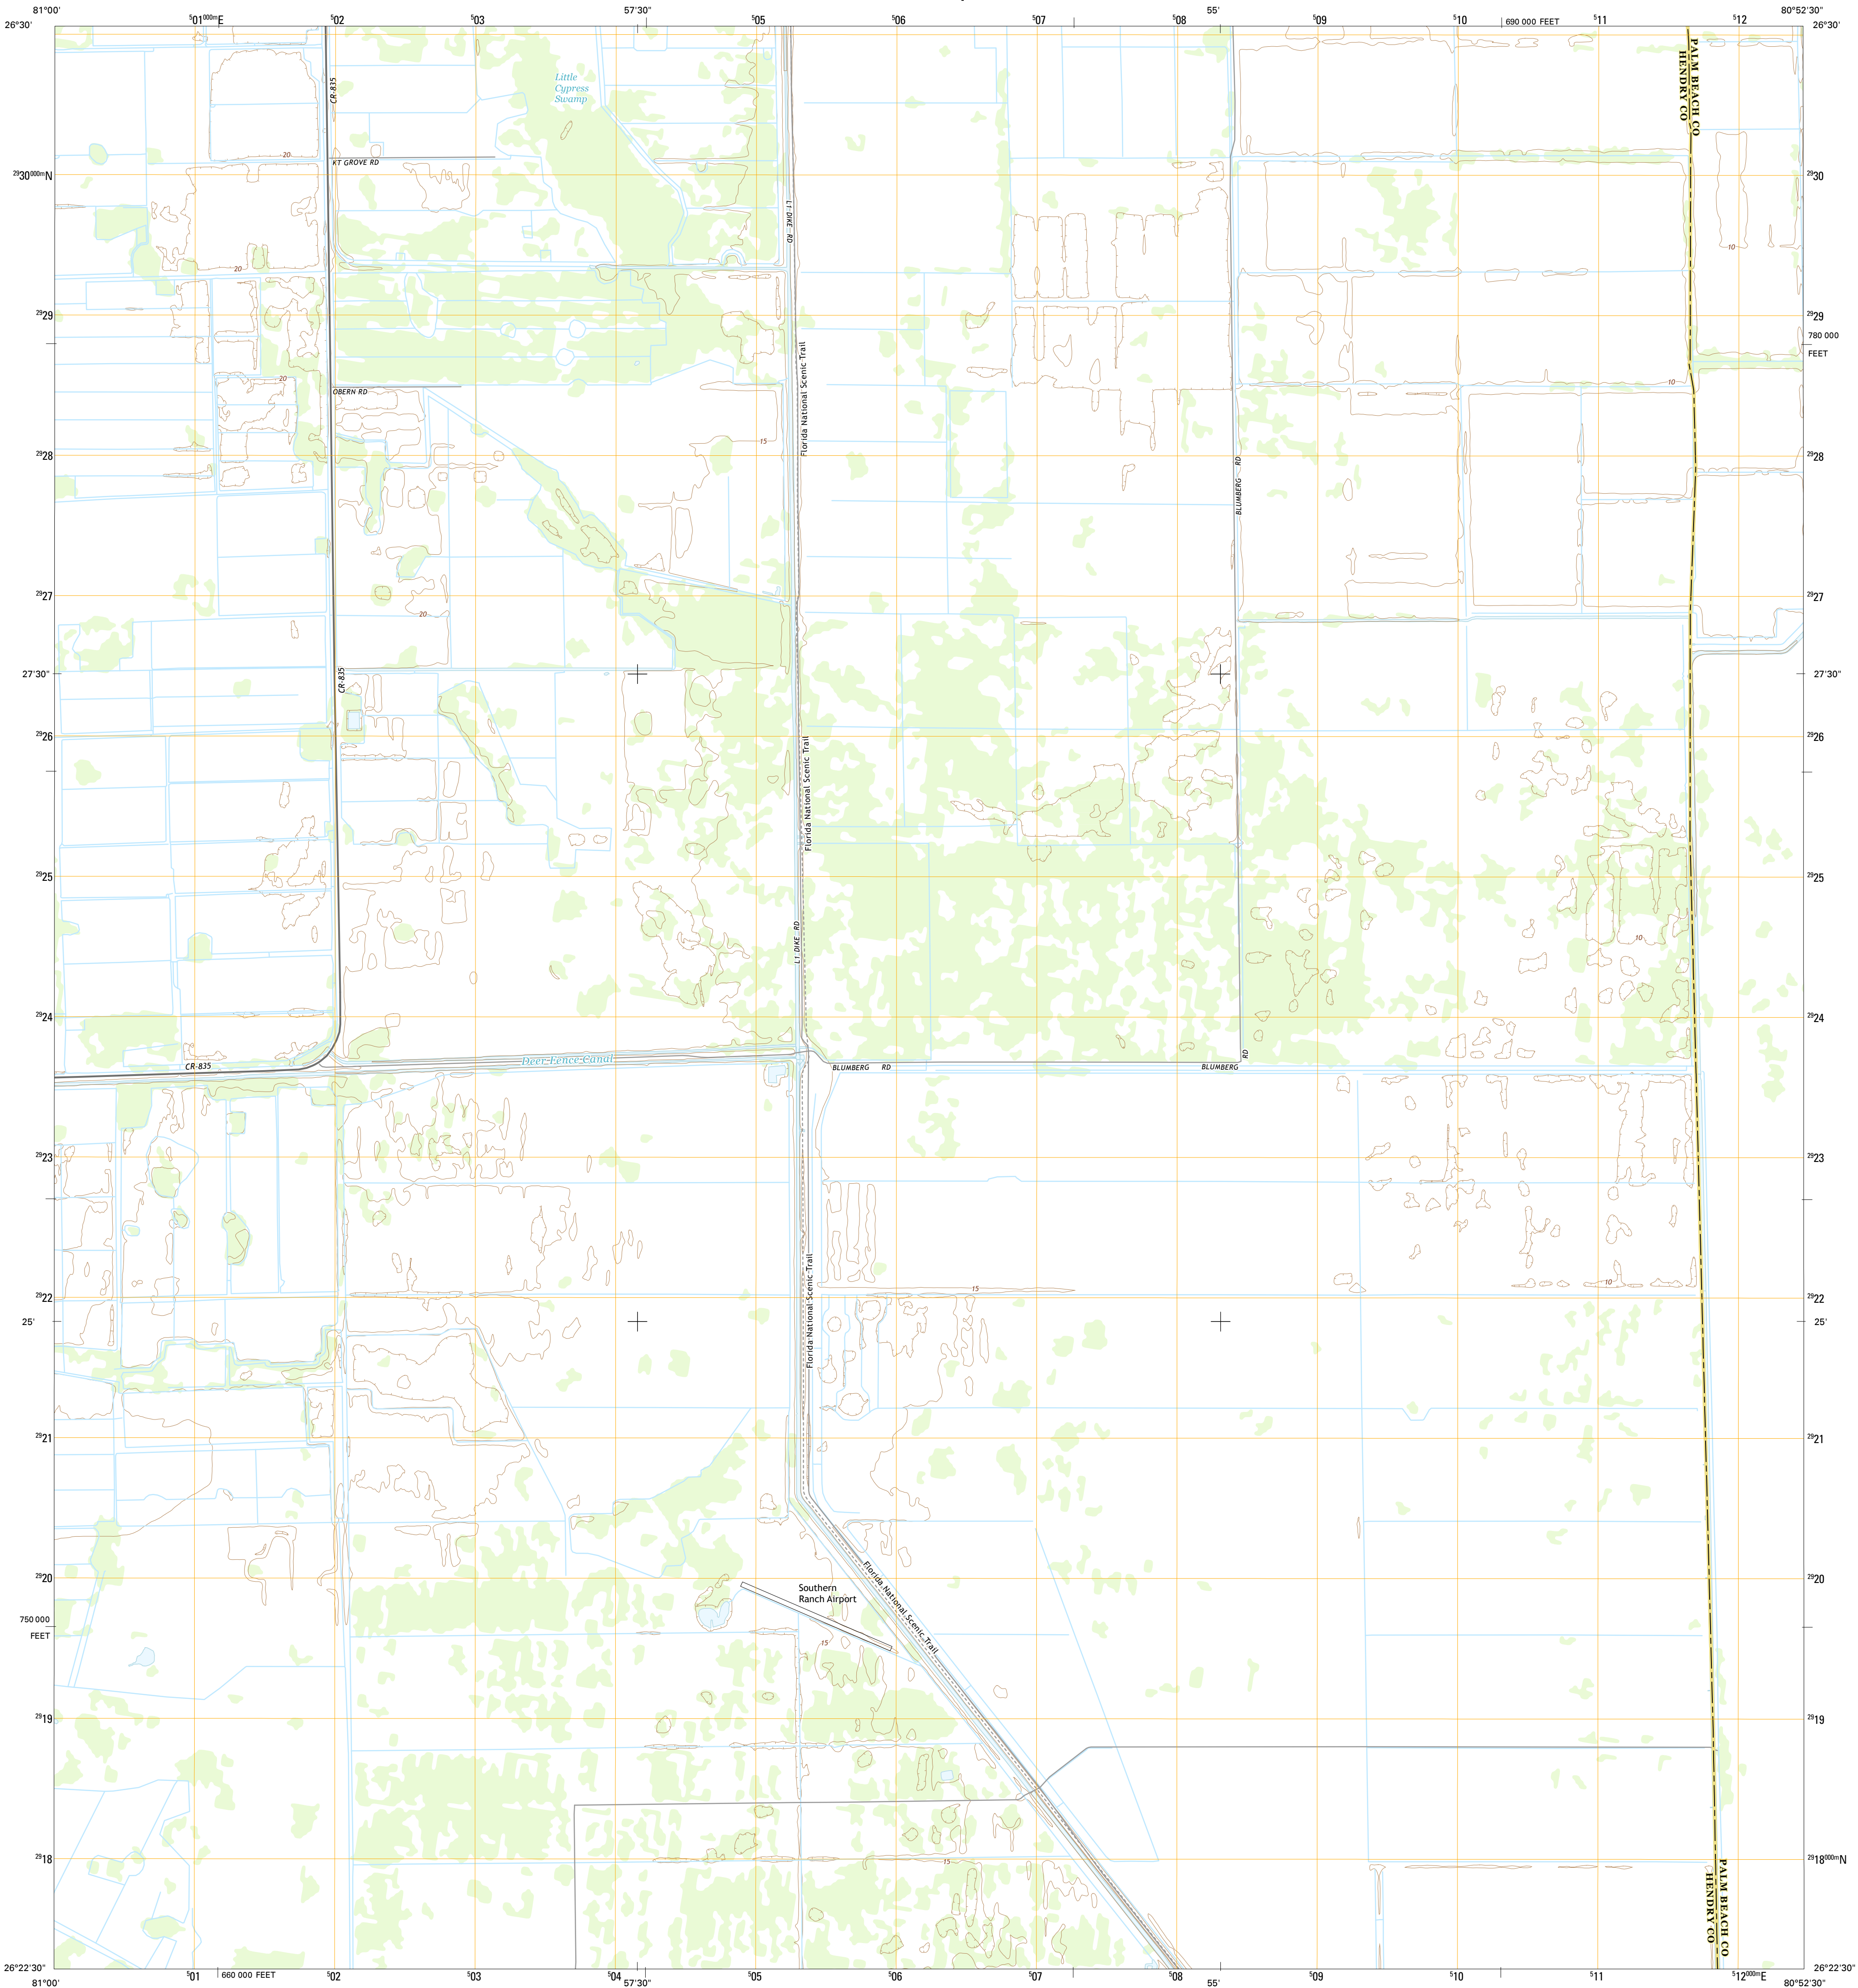 81°00'
⁵01⁰⁰⁰ᵐE
⁵02
⁵03
57'30"
⁵05
⁵06
⁵07
⁵08
55'
⁵09
⁵10
690 000 FEET
⁵11
⁵12
80°52'30"
26°30'
26°30'
PALM BEACH CO
HENDRY CO
Little
Cypress
Swamp
CR-835
20
KT GROVE RD
²⁹30⁰⁰⁰ᵐN
²⁹30
L1 DIKE RD
10
20
²⁹29
²⁹29
780 000
FEET
Florida National Scenic Trail
20
OBERN RD
10
15
²⁹28
²⁹28
BLUMBERG RD
²⁹27
²⁹27
20
27'30"
27'30"
CR-835
²⁹26
²⁹26
Florida National Scenic Trail
²⁹25
²⁹25
L1 DIKE RD
10
²⁹24
²⁹24
Deer Fence Canal
CR-835
BLUMBERG RD
BLUMBERG
RD
²⁹23
²⁹23
10
15
²⁹22
²⁹22
25'
25'
Florida National Scenic Trail
²⁹21
²⁹21
²⁹20
²⁹20
Southern
Ranch Airport
Florida National Scenic Trail
750 000
FEET
15
²⁹19
²⁹19
²⁹18
²⁹18⁰⁰⁰ᵐN
15
PALM BEACH CO
HENDRY CO
26°22'30"
26°22'30"
81°00'
⁵01
660 000 FEET
⁵02
⁵03
⁵04
57'30"
⁵05
⁵06
⁵07
⁵08
55'
⁵09
⁵10
⁵11
⁵12⁰⁰⁰ᵐE
80°52'30"